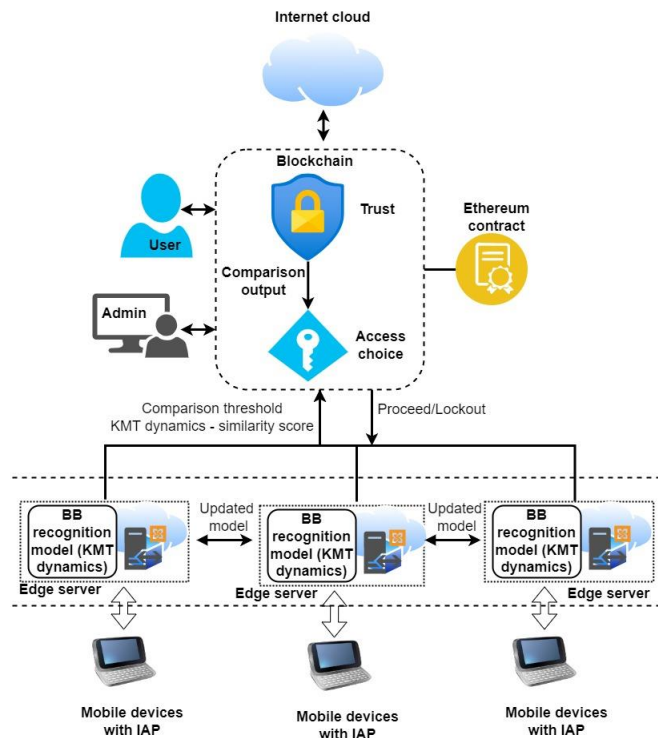 Internet cloud
Blockchain
Trust
User
Ethereum
contract
Comparison
output
Admin
Access
choice
Comparison threshold
KMT dynamics - similarity score
Proceed/Lockout
BB
recognition
model (KMT
dynamics)
Edge server
Updated
model
BB
recognition
model (KMT
dynamics)
Edge server
Updated
model
BB
recognition
model (KMT
dynamics)
Edge server
Mobile devices
with IAP
Mobile devices
with IAP
Mobile devices
with IAP